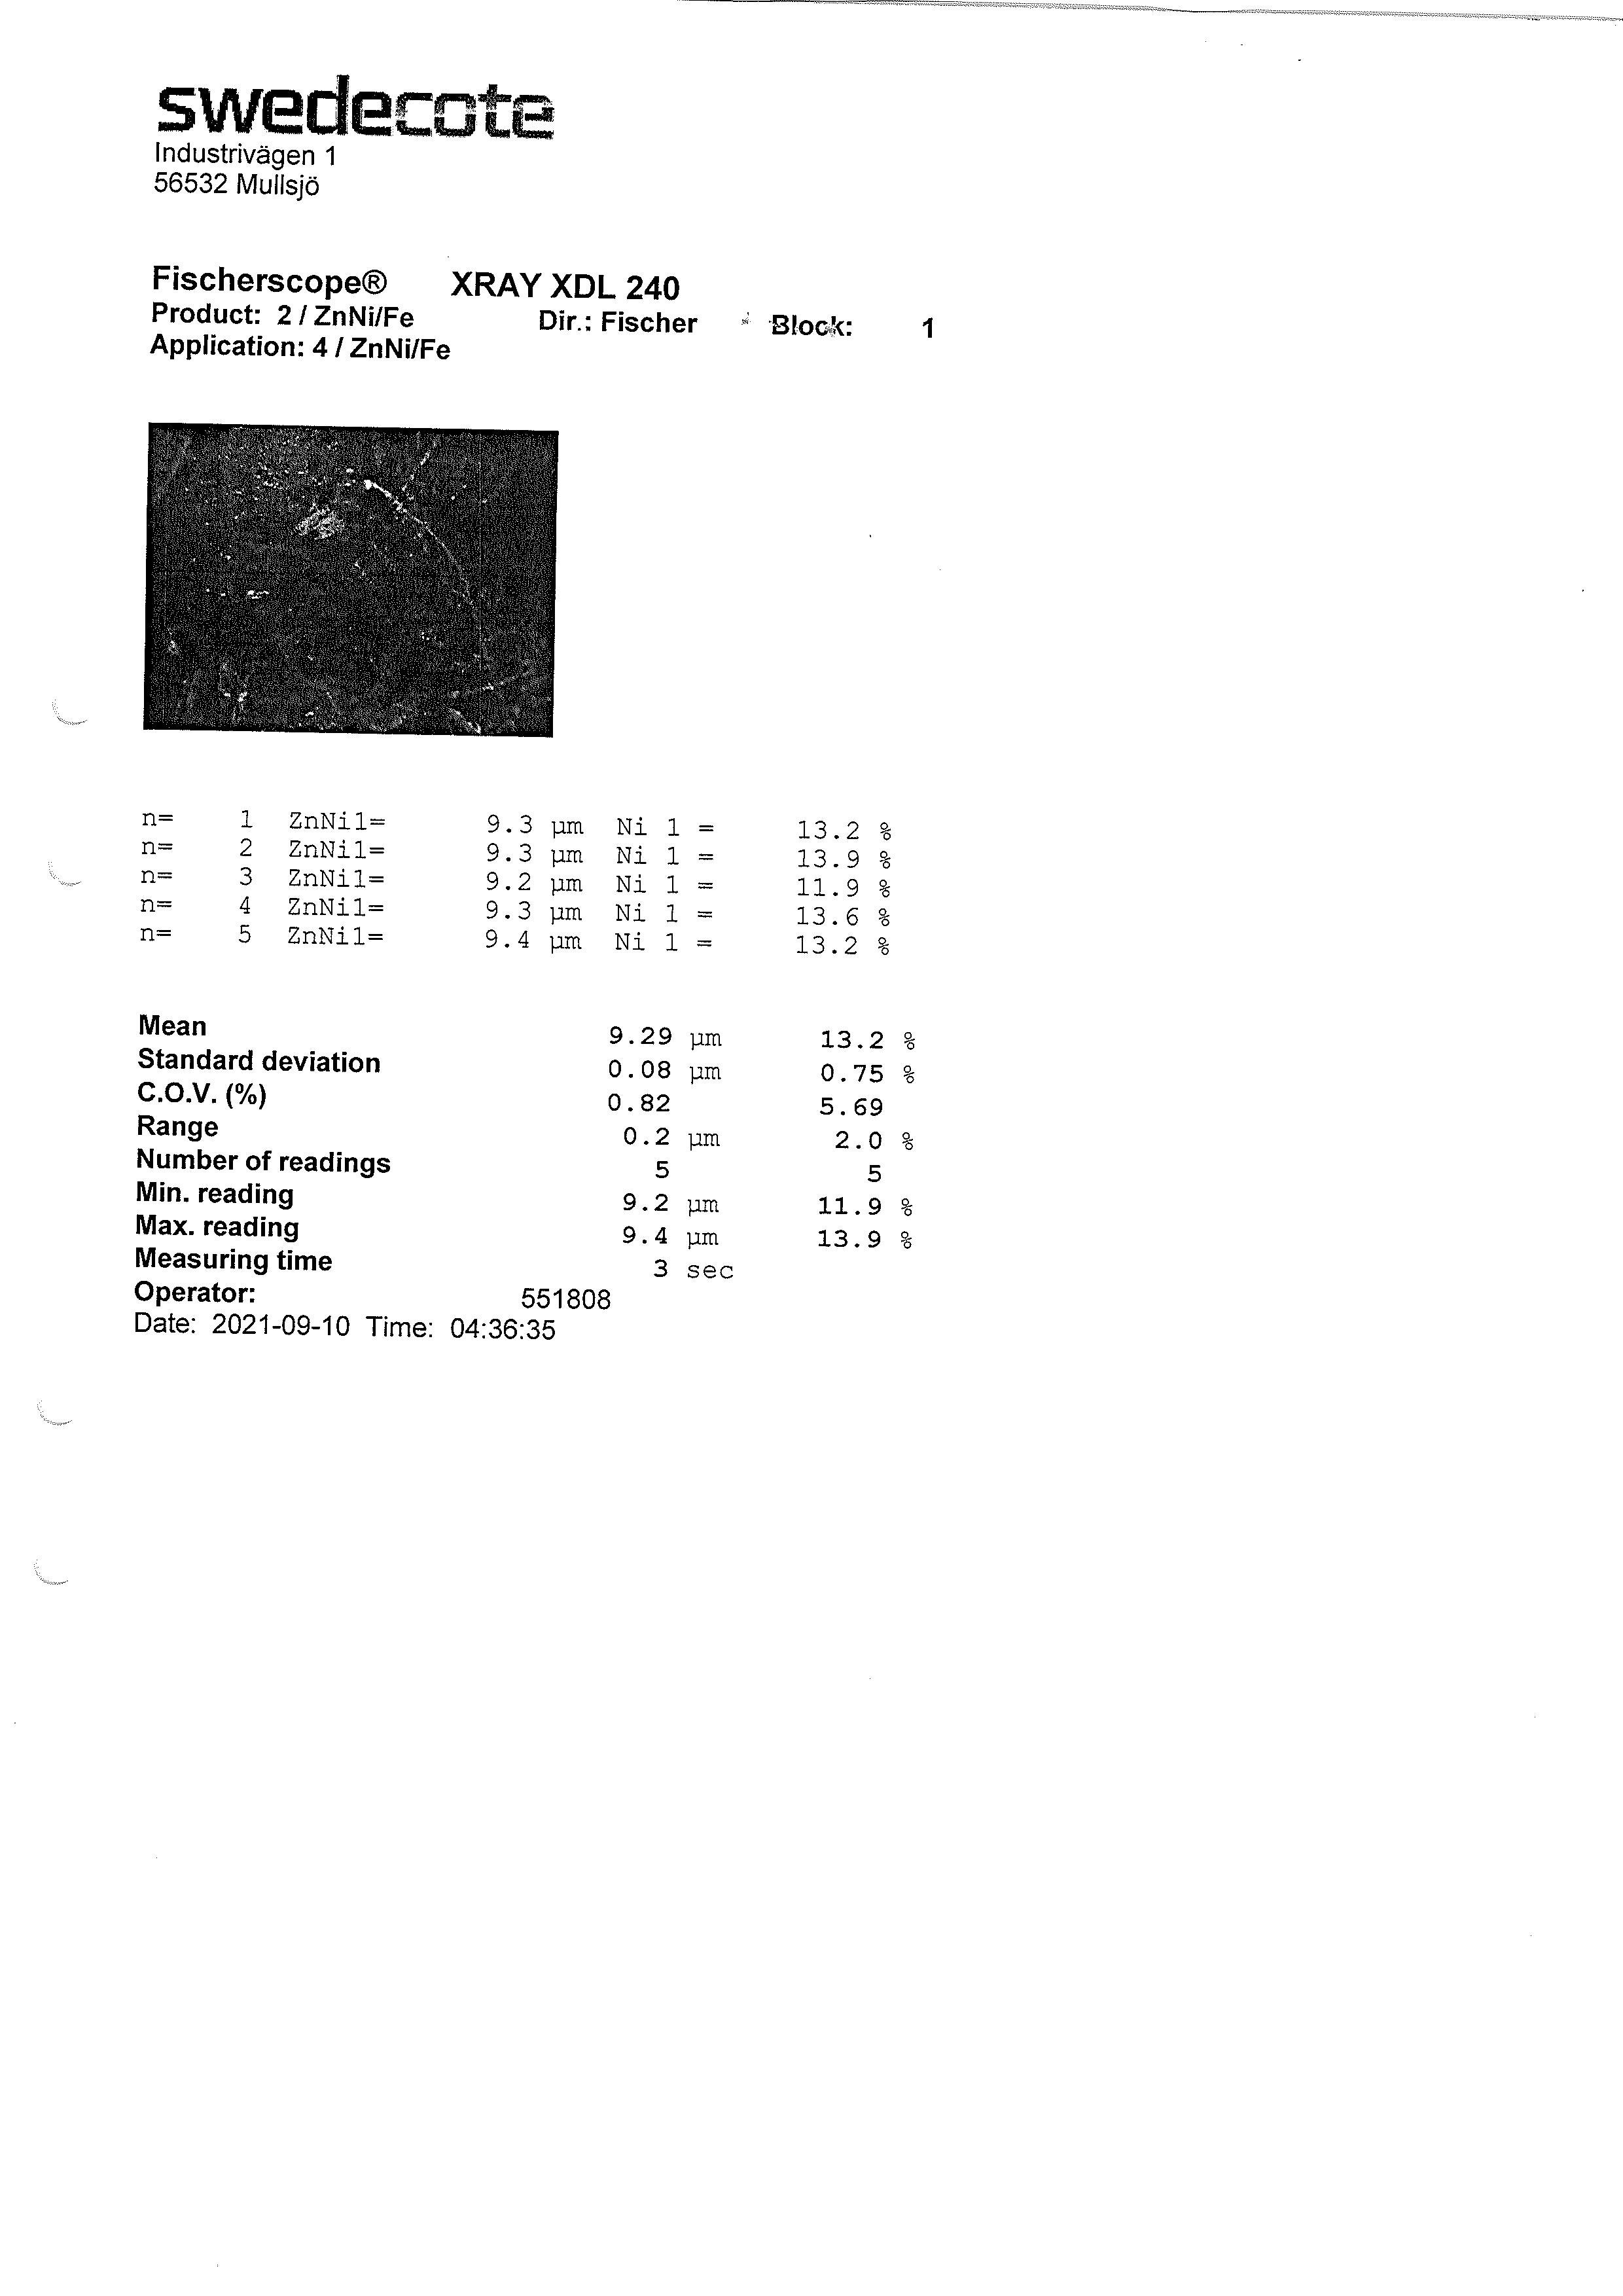 swedecote
Industrivägen 1
56532 Mullsjö
Fischerscope® XRAY XDL 240
Product: 2 / ZnNi/Fe Dir.: Fischer Block: 1
Application: 4 / ZnNi/Fe
n= 1 ZnNi1= 9.3 µm Ni 1 = 13.2 %
n= 2 ZnNi1= 9.3 µm Ni 1 = 13.9 %
n= 3 ZnNi1= 9.2 µm Ni 1 = 11.9 %
n= 4 ZnNi1= 9.3 µm Ni 1 = 13.6 %
n= 5 ZnNi1= 9.4 µm Ni 1 = 13.2 %
Mean 9.29 µm 13.2 %
Standard deviation 0.08 µm 0.75 %
C.O.V. (%) 0.82 5.69
Range 0.2 µm 2.0 %
Number of readings 5 5
Min. reading 9.2 µm 11.9 %
Max. reading 9.4 µm 13.9 %
Measuring time 3 sec
Operator: 551808
Date: 2021-09-10 Time: 04:36:35